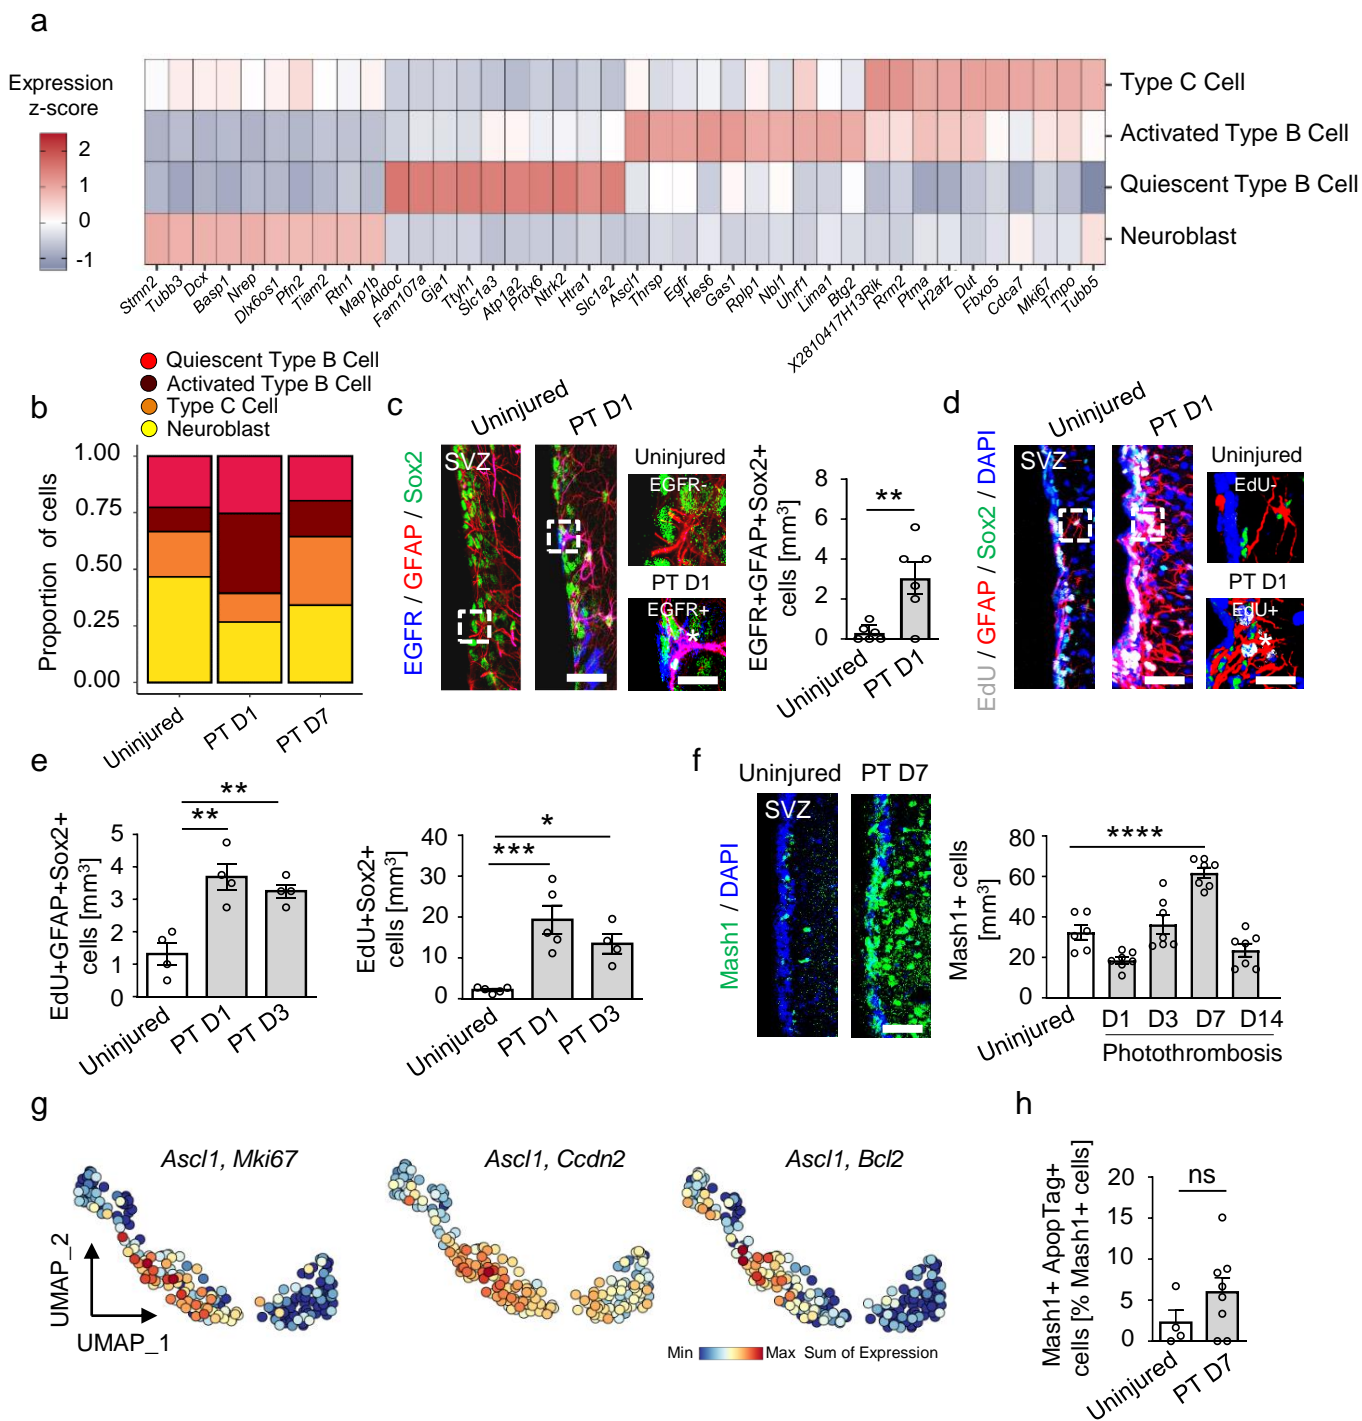 a
Expression
z-score
2
1
0
-1
Type C Cell
Activated Type B Cell
Quiescent Type B Cell
Neuroblast
Stmn2
Tubb3
Dcx
Basp1
Nrep
Dlx6os1
Pfn2
Tiam2
Rtn1
Map1b
Aldoc
Fam107a
Gja1
Ttyh1
Slc1a3
Atp1a2
Prdx6
Ntrk2
Htra1
Slc1a2
Ascl1
Thrsp
Egfr
Hes6
Gas1
Rplp1
Nbl1
Uhrf1
Lima1
Btg2
X2810417H13Rik
Rrm2
Ptma
H2afz
Dut
Fbxo5
Cdca7
Mki67
Tmpo
Tubb5
Quiescent Type B Cell
Activated Type B Cell
Type C Cell
Neuroblast
b
Proportion of cells
1.00
0.75
0.50
0.25
0.00
Uninjured
PT D1
PT D7
c
Uninjured
PT D1
EGFR / GFAP / Sox2
SVZ
Uninjured
EGFR-
PT D1
EGFR+
*
EGFR+GFAP+Sox2+
cells [mm³]
8
6
4
2
0
**
Uninjured
PT D1
d
Uninjured
PT D1
EdU / GFAP / Sox2 / DAPI
SVZ
Uninjured
EdU-
PT D1
EdU+
*
e
EdU+GFAP+Sox2+
cells [mm³]
5
4
3
2
1
0
**
**
Uninjured
PT D1
PT D3
EdU+Sox2+
cells [mm³]
40
30
20
10
0
*
***
Uninjured
PT D1
PT D3
f
Uninjured
PT D7
Mash1 / DAPI
SVZ
Mash1+ cells
[mm³]
80
60
40
20
0
****
Uninjured
D1
D3
D7
D14
Photothrombosis
g
Ascl1, Mki67
Ascl1, Ccdn2
Ascl1, Bcl2
UMAP_2
UMAP_1
Min
Max
Sum of Expression
h
Mash1+ ApopTag+
cells [% Mash1+ cells]
20
15
10
5
0
ns
Uninjured
PT D7